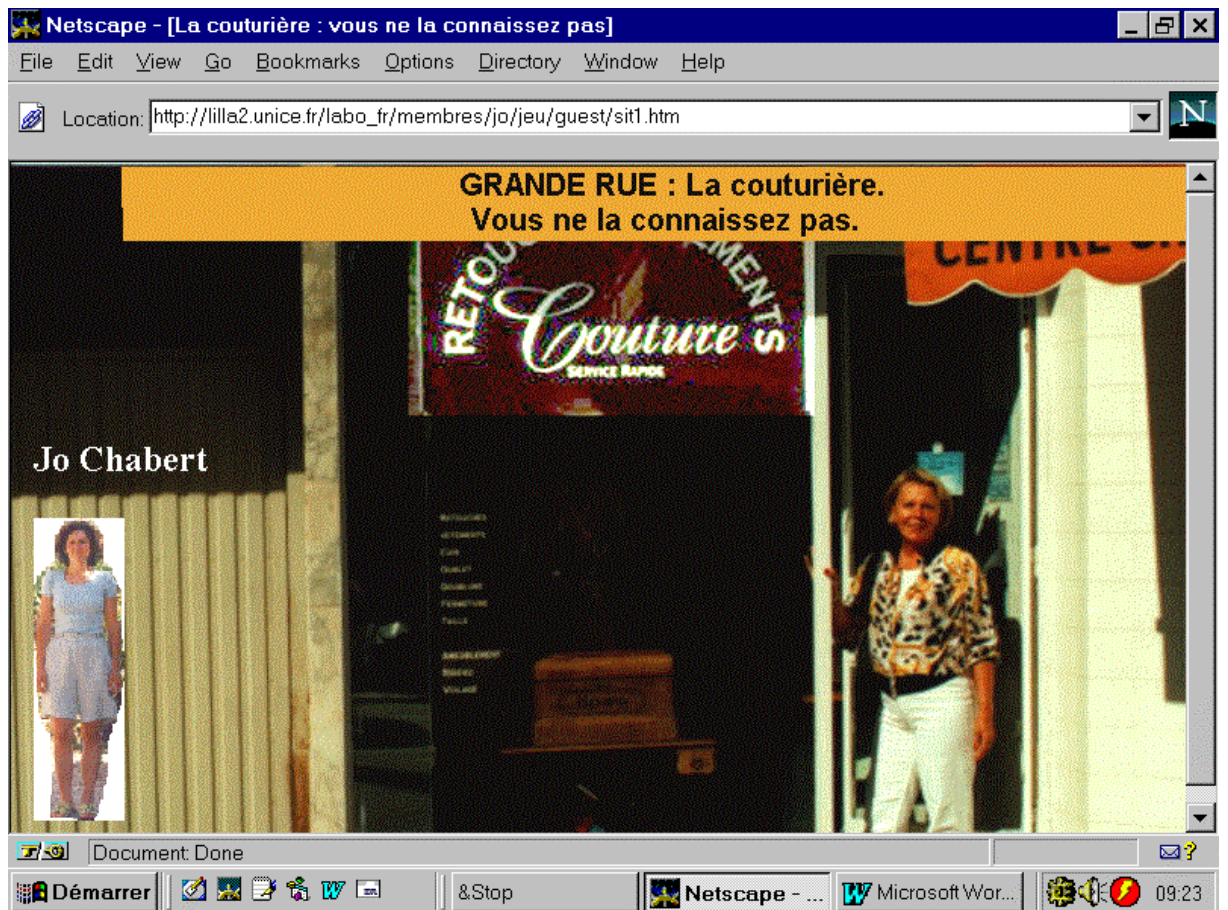 Netscape - [La couturière : vous ne la connaissez pas]
File Edit View Go Bookmarks Options Directory Window Help
Location: http://lilla2.unice.fr/labo_fr/membres/jo/jeu/guest/sit1.htm
N
GRANDE RUE : La couturière.
Vous ne la connaissez pas.
CENTRE
Couture
SERVICE RAPIDE
Jo Chabert
AMEUBLEMENT
Document: Done
Démarrer &Stop Netscape - ... Microsoft Wor... 09:23